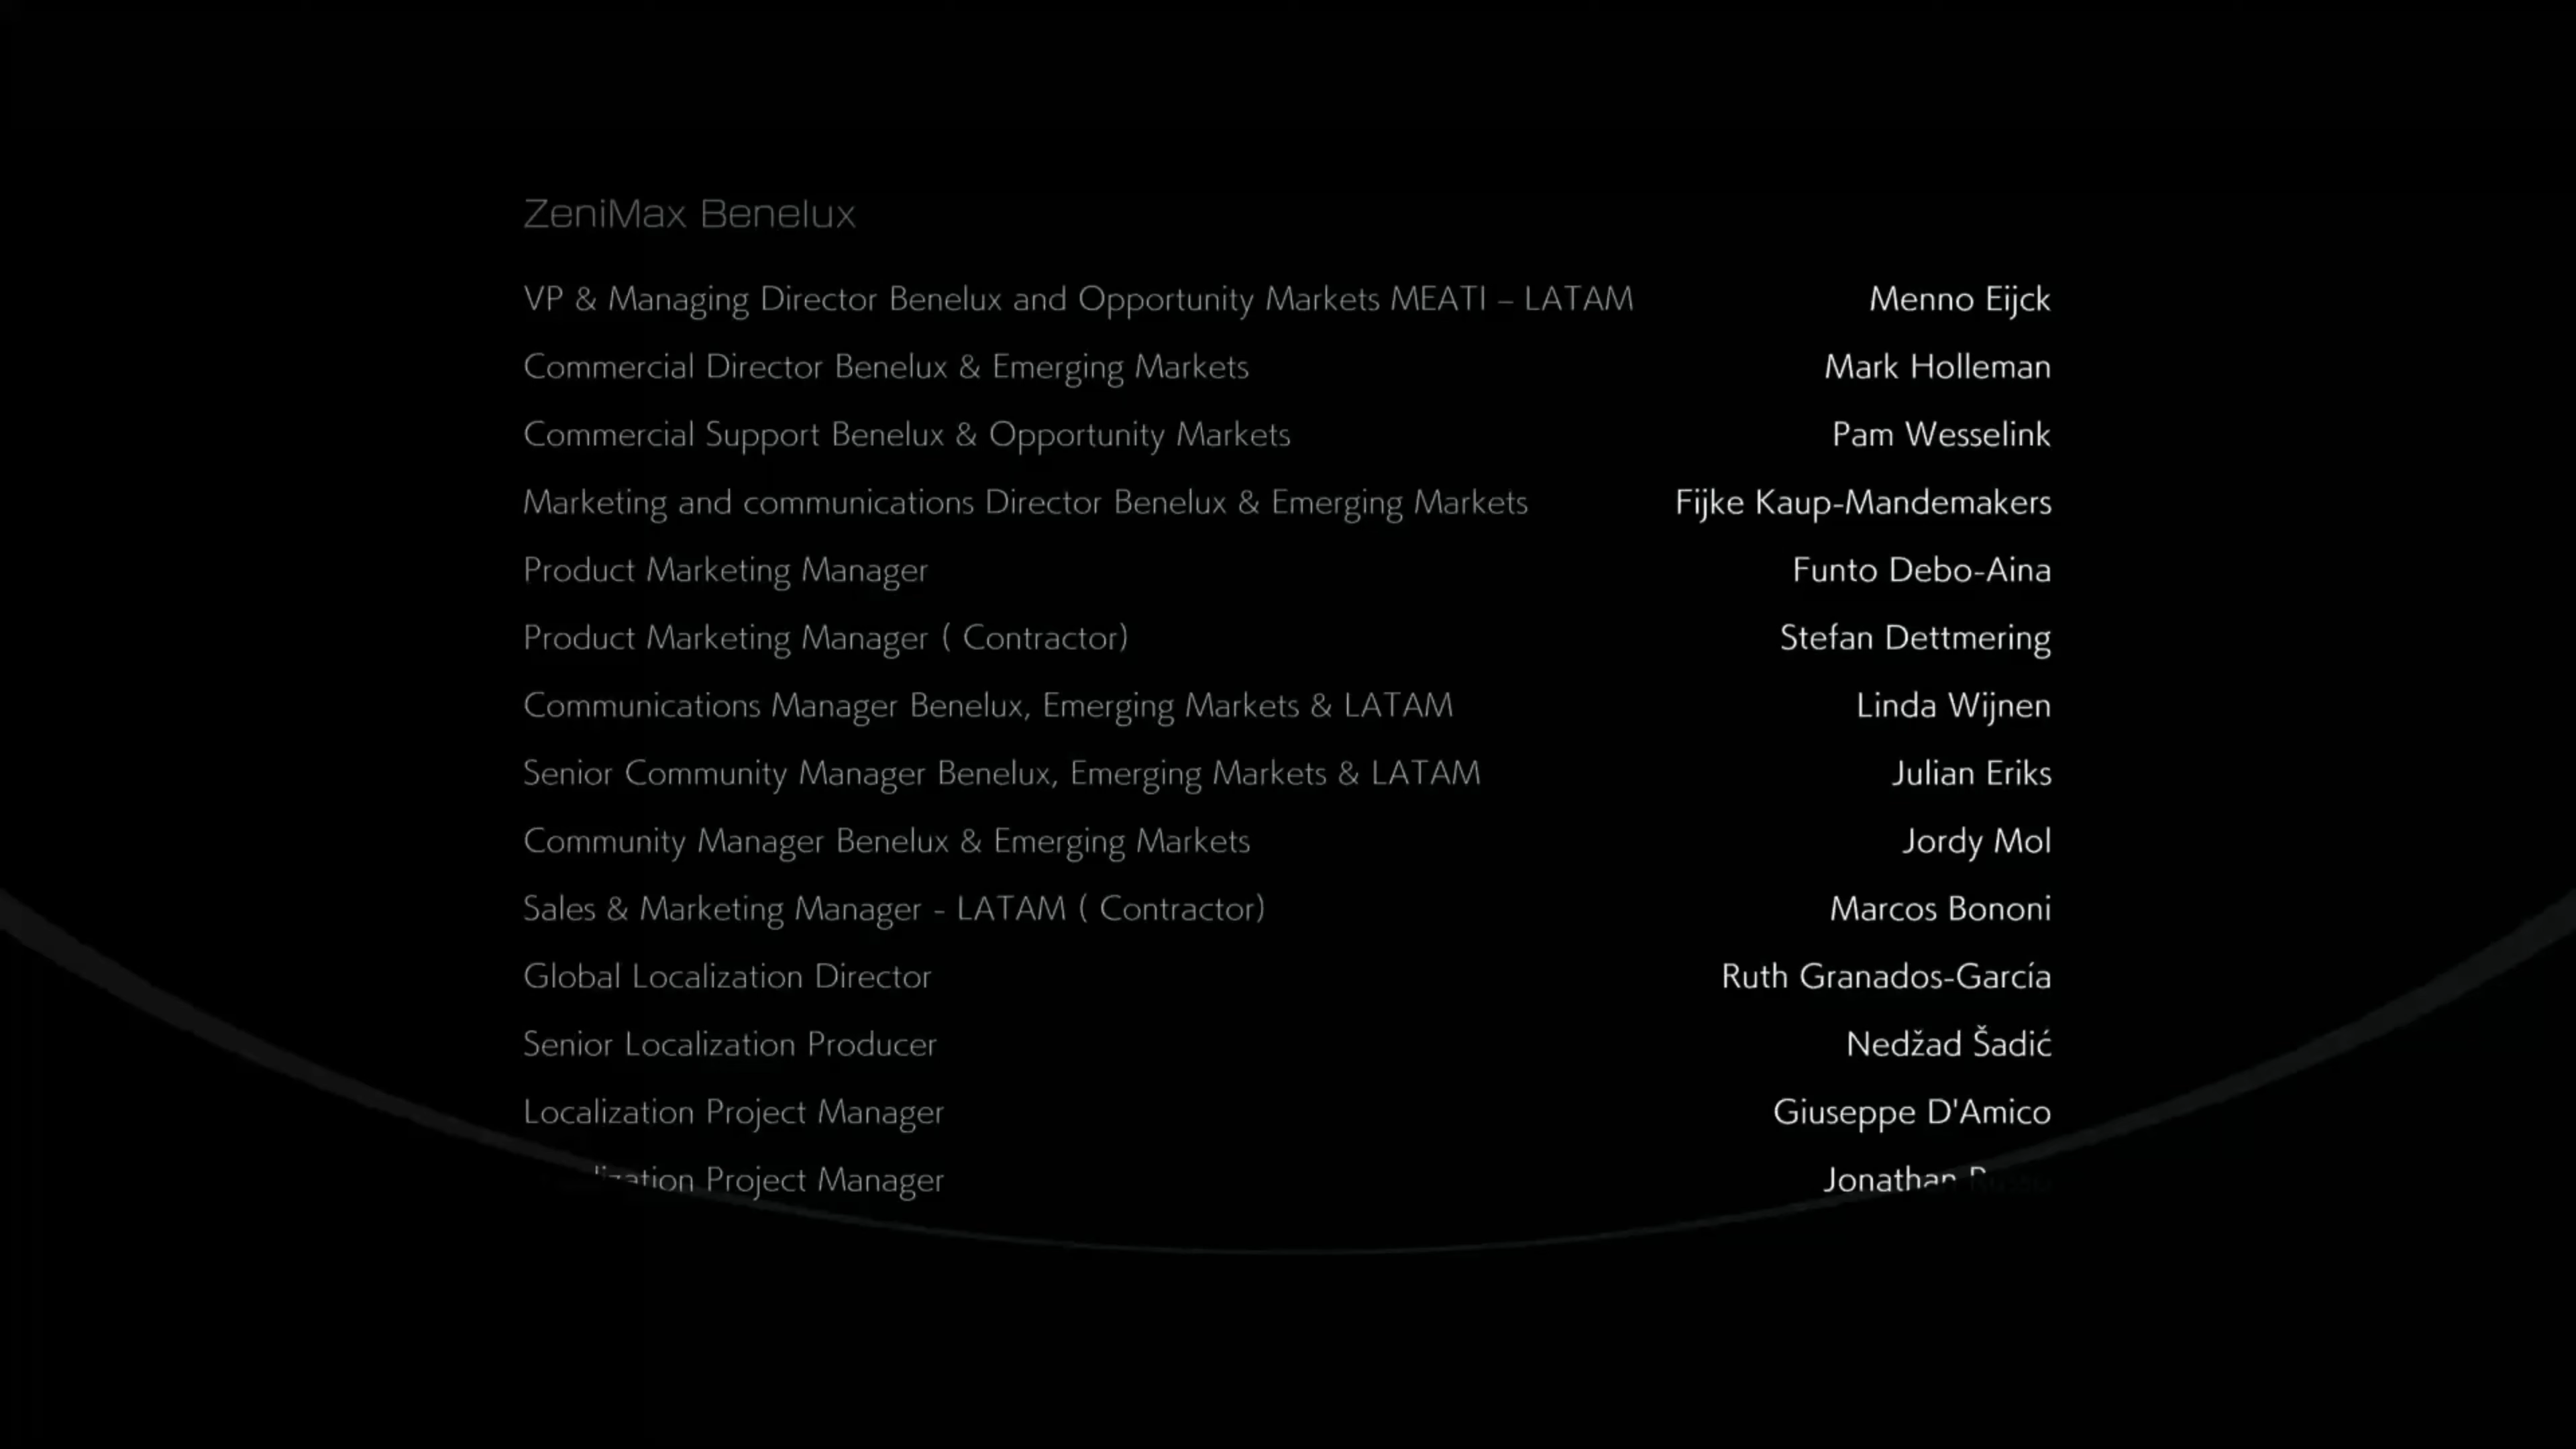 ZeniMax Benelux
VP & Managing Director Benelux and Opportunity Markets MEATI – LATAM Menno Eijck
Commercial Director Benelux & Emerging Markets Mark Holleman
Commercial Support Benelux & Opportunity Markets Pam Wesselink
Marketing and communications Director Benelux & Emerging Markets Fijke Kaup-Mandemakers
Product Marketing Manager Funto Debo-Aina
Product Marketing Manager ( Contractor) Stefan Dettmering
Communications Manager Benelux, Emerging Markets & LATAM Linda Wijnen
Senior Community Manager Benelux, Emerging Markets & LATAM Julian Eriks
Community Manager Benelux & Emerging Markets Jordy Mol
Sales & Marketing Manager - LATAM ( Contractor) Marcos Bononi
Global Localization Director Ruth Granados-García
Senior Localization Producer Nedžad Šadić
Localization Project Manager Giuseppe D'Amico
Project Manager Jonathan